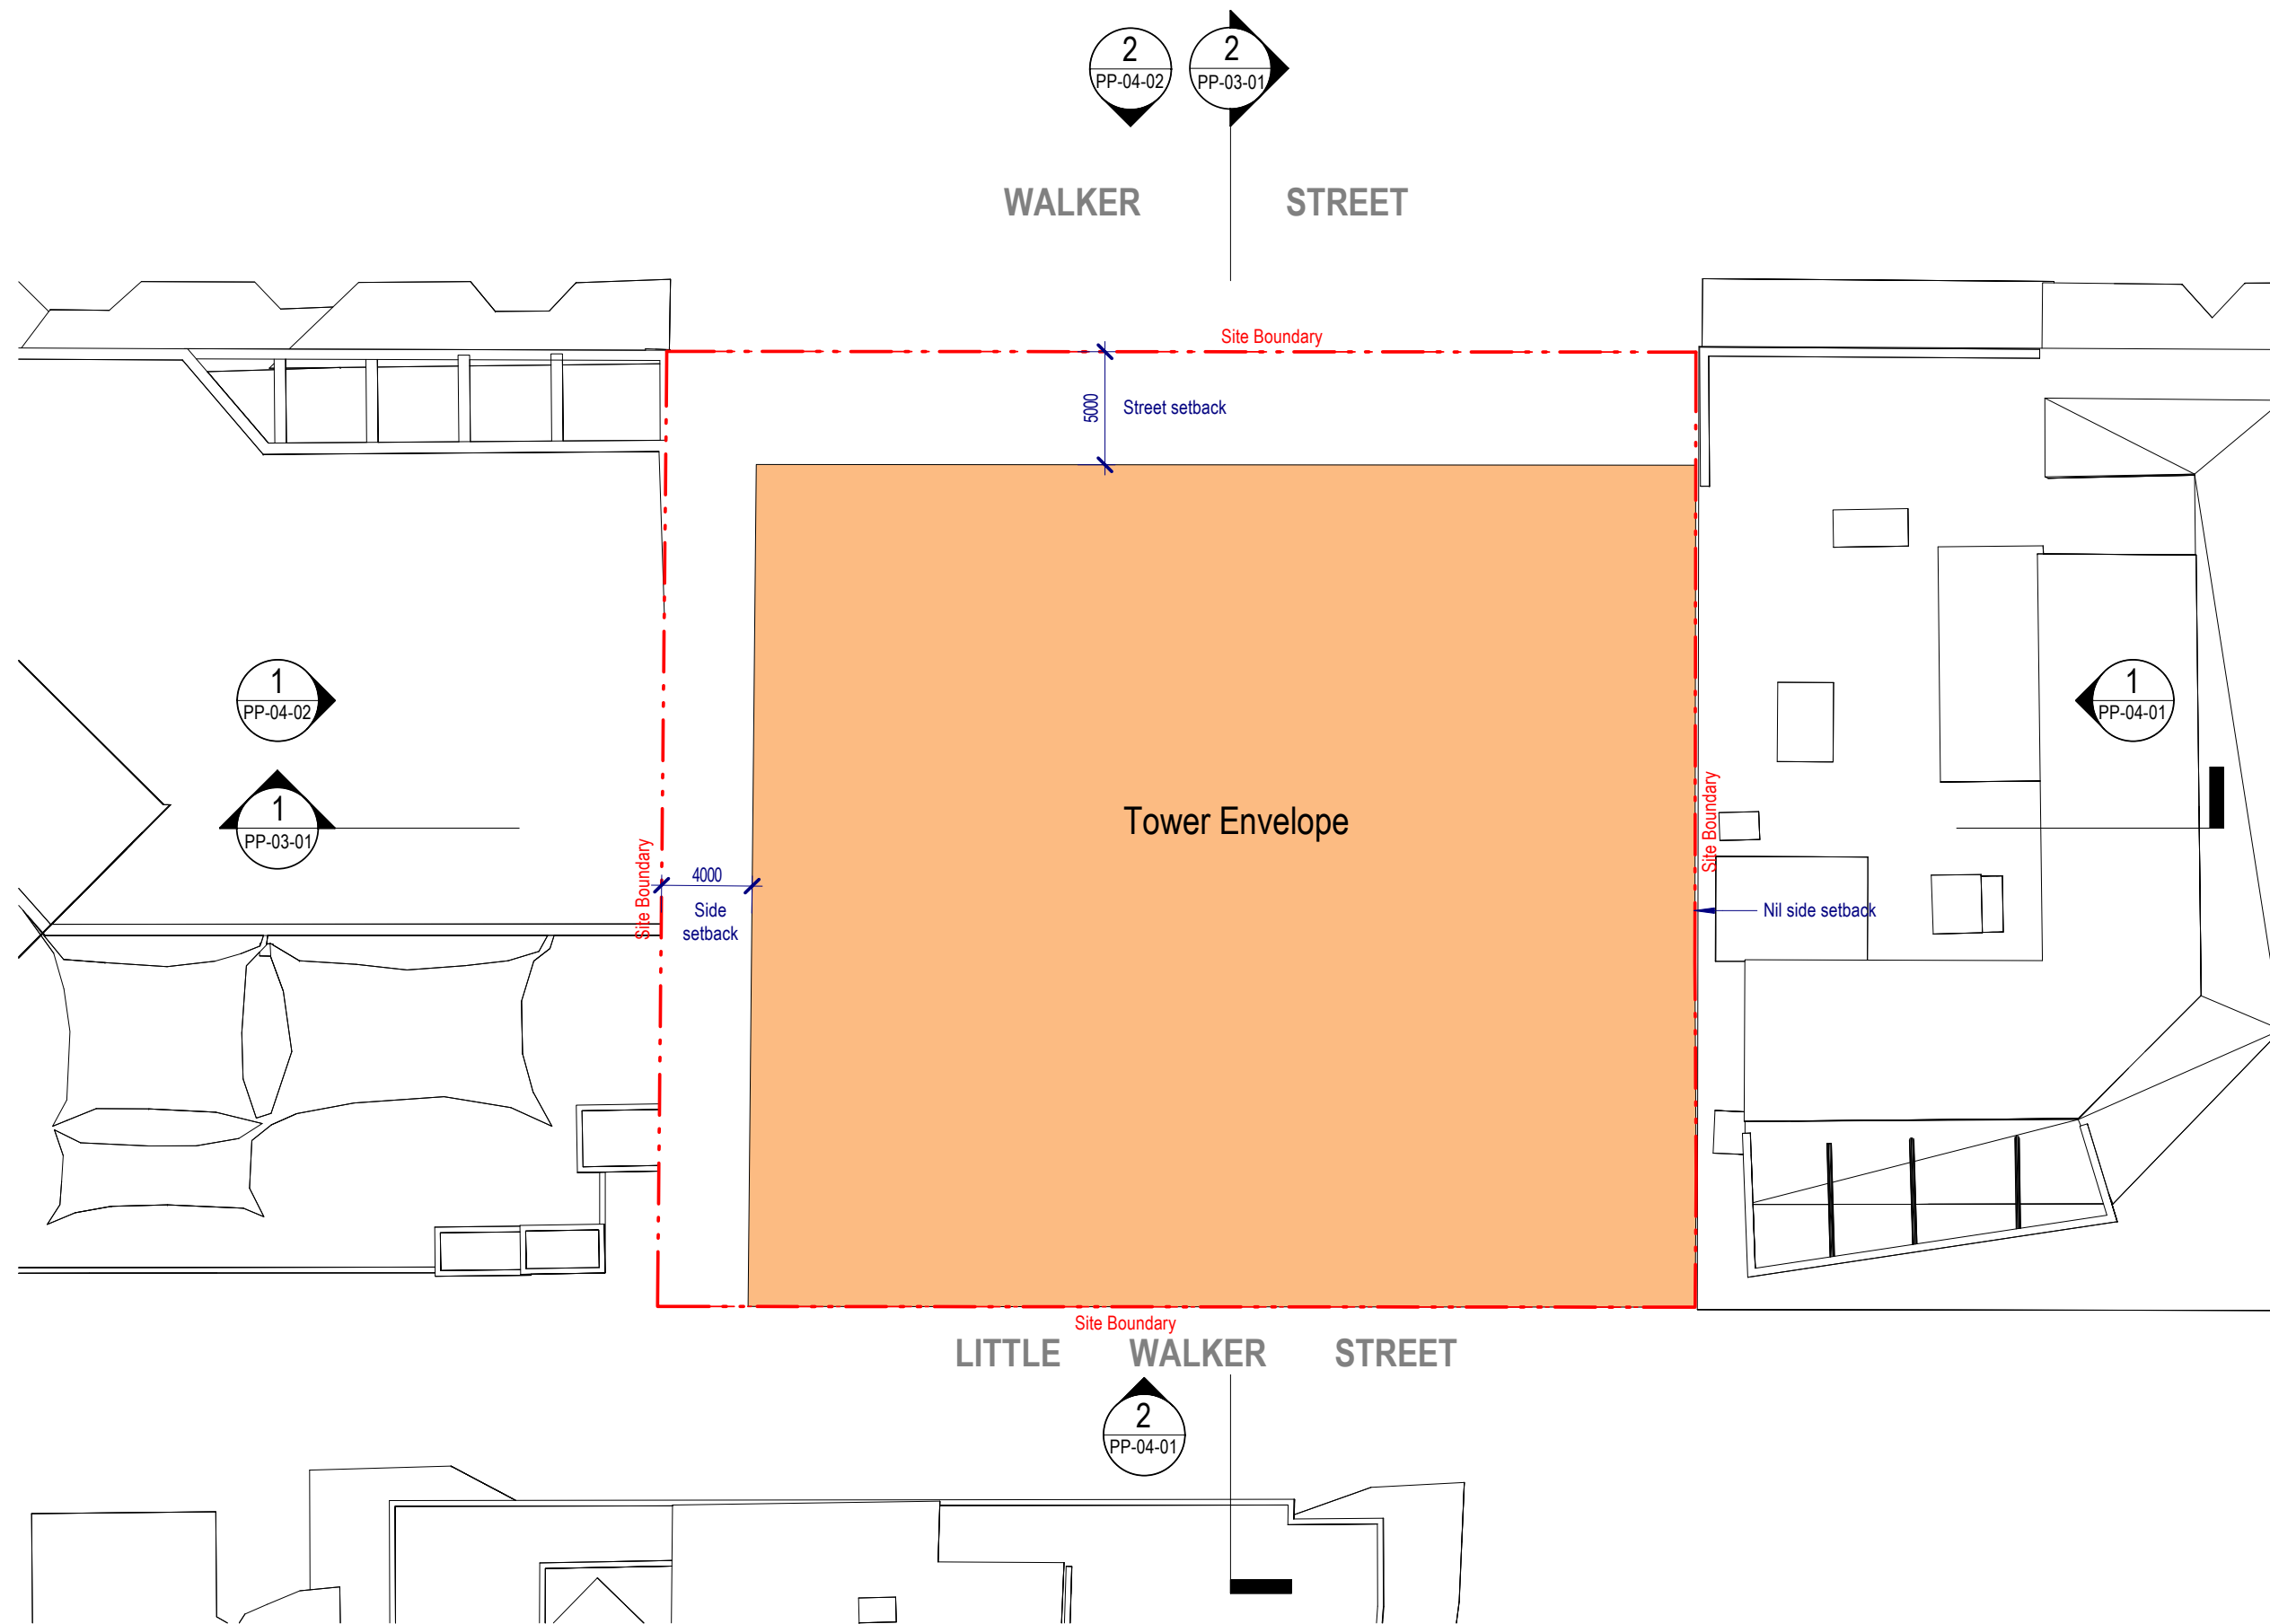 2
PP-04-02
2
PP-03-01
WALKER STREET
Site Boundary
5000
Street setback
1
PP-04-02
1
PP-04-01
1
PP-03-01
Tower Envelope
Site Boundary
Site Boundary
4000
Side
setback
Nil side setback
Site Boundary
LITTLE WALKER STREET
2
PP-04-01